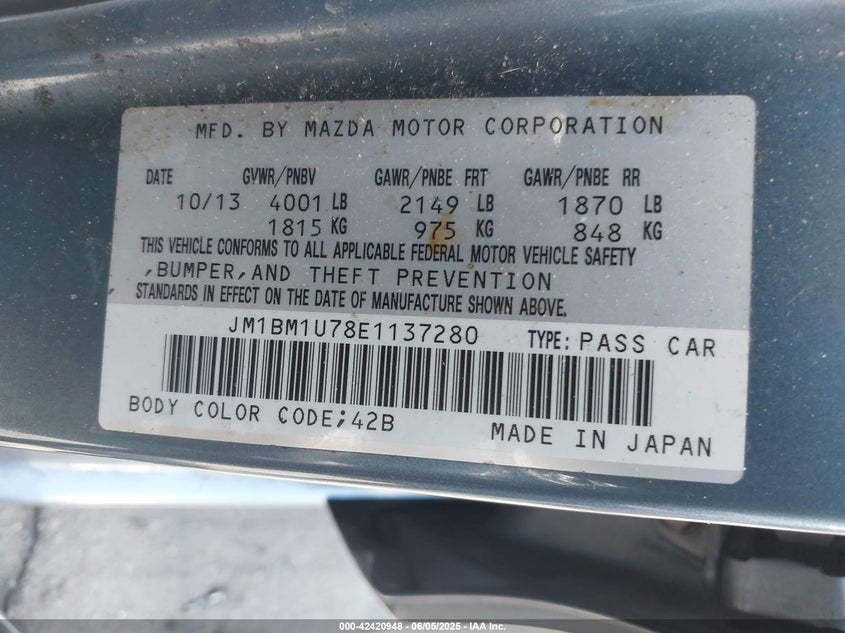 MFD. BY MAZDA MOTOR CORPORATION
DATE GVWR/PNBV GAWR/PNBE FRT GAWR/PNBE RR
10/13 4001 LB 2149 LB 1870 LB
1815 KG 975 KG 848 KG
THIS VEHICLE CONFORMS TO ALL APPLICABLE FEDERAL MOTOR VEHICLE SAFETY
,BUMPER,AND THEFT PREVENTION
STANDARDS IN EFFECT ON THE DATE OF MANUFACTURE SHOWN ABOVE.
JM1BM1U78E1137280 TYPE: PASS CAR
BODY COLOR CODE;42B
MADE IN JAPAN
000-42420948 - 06/05/2025 - IAA Inc.